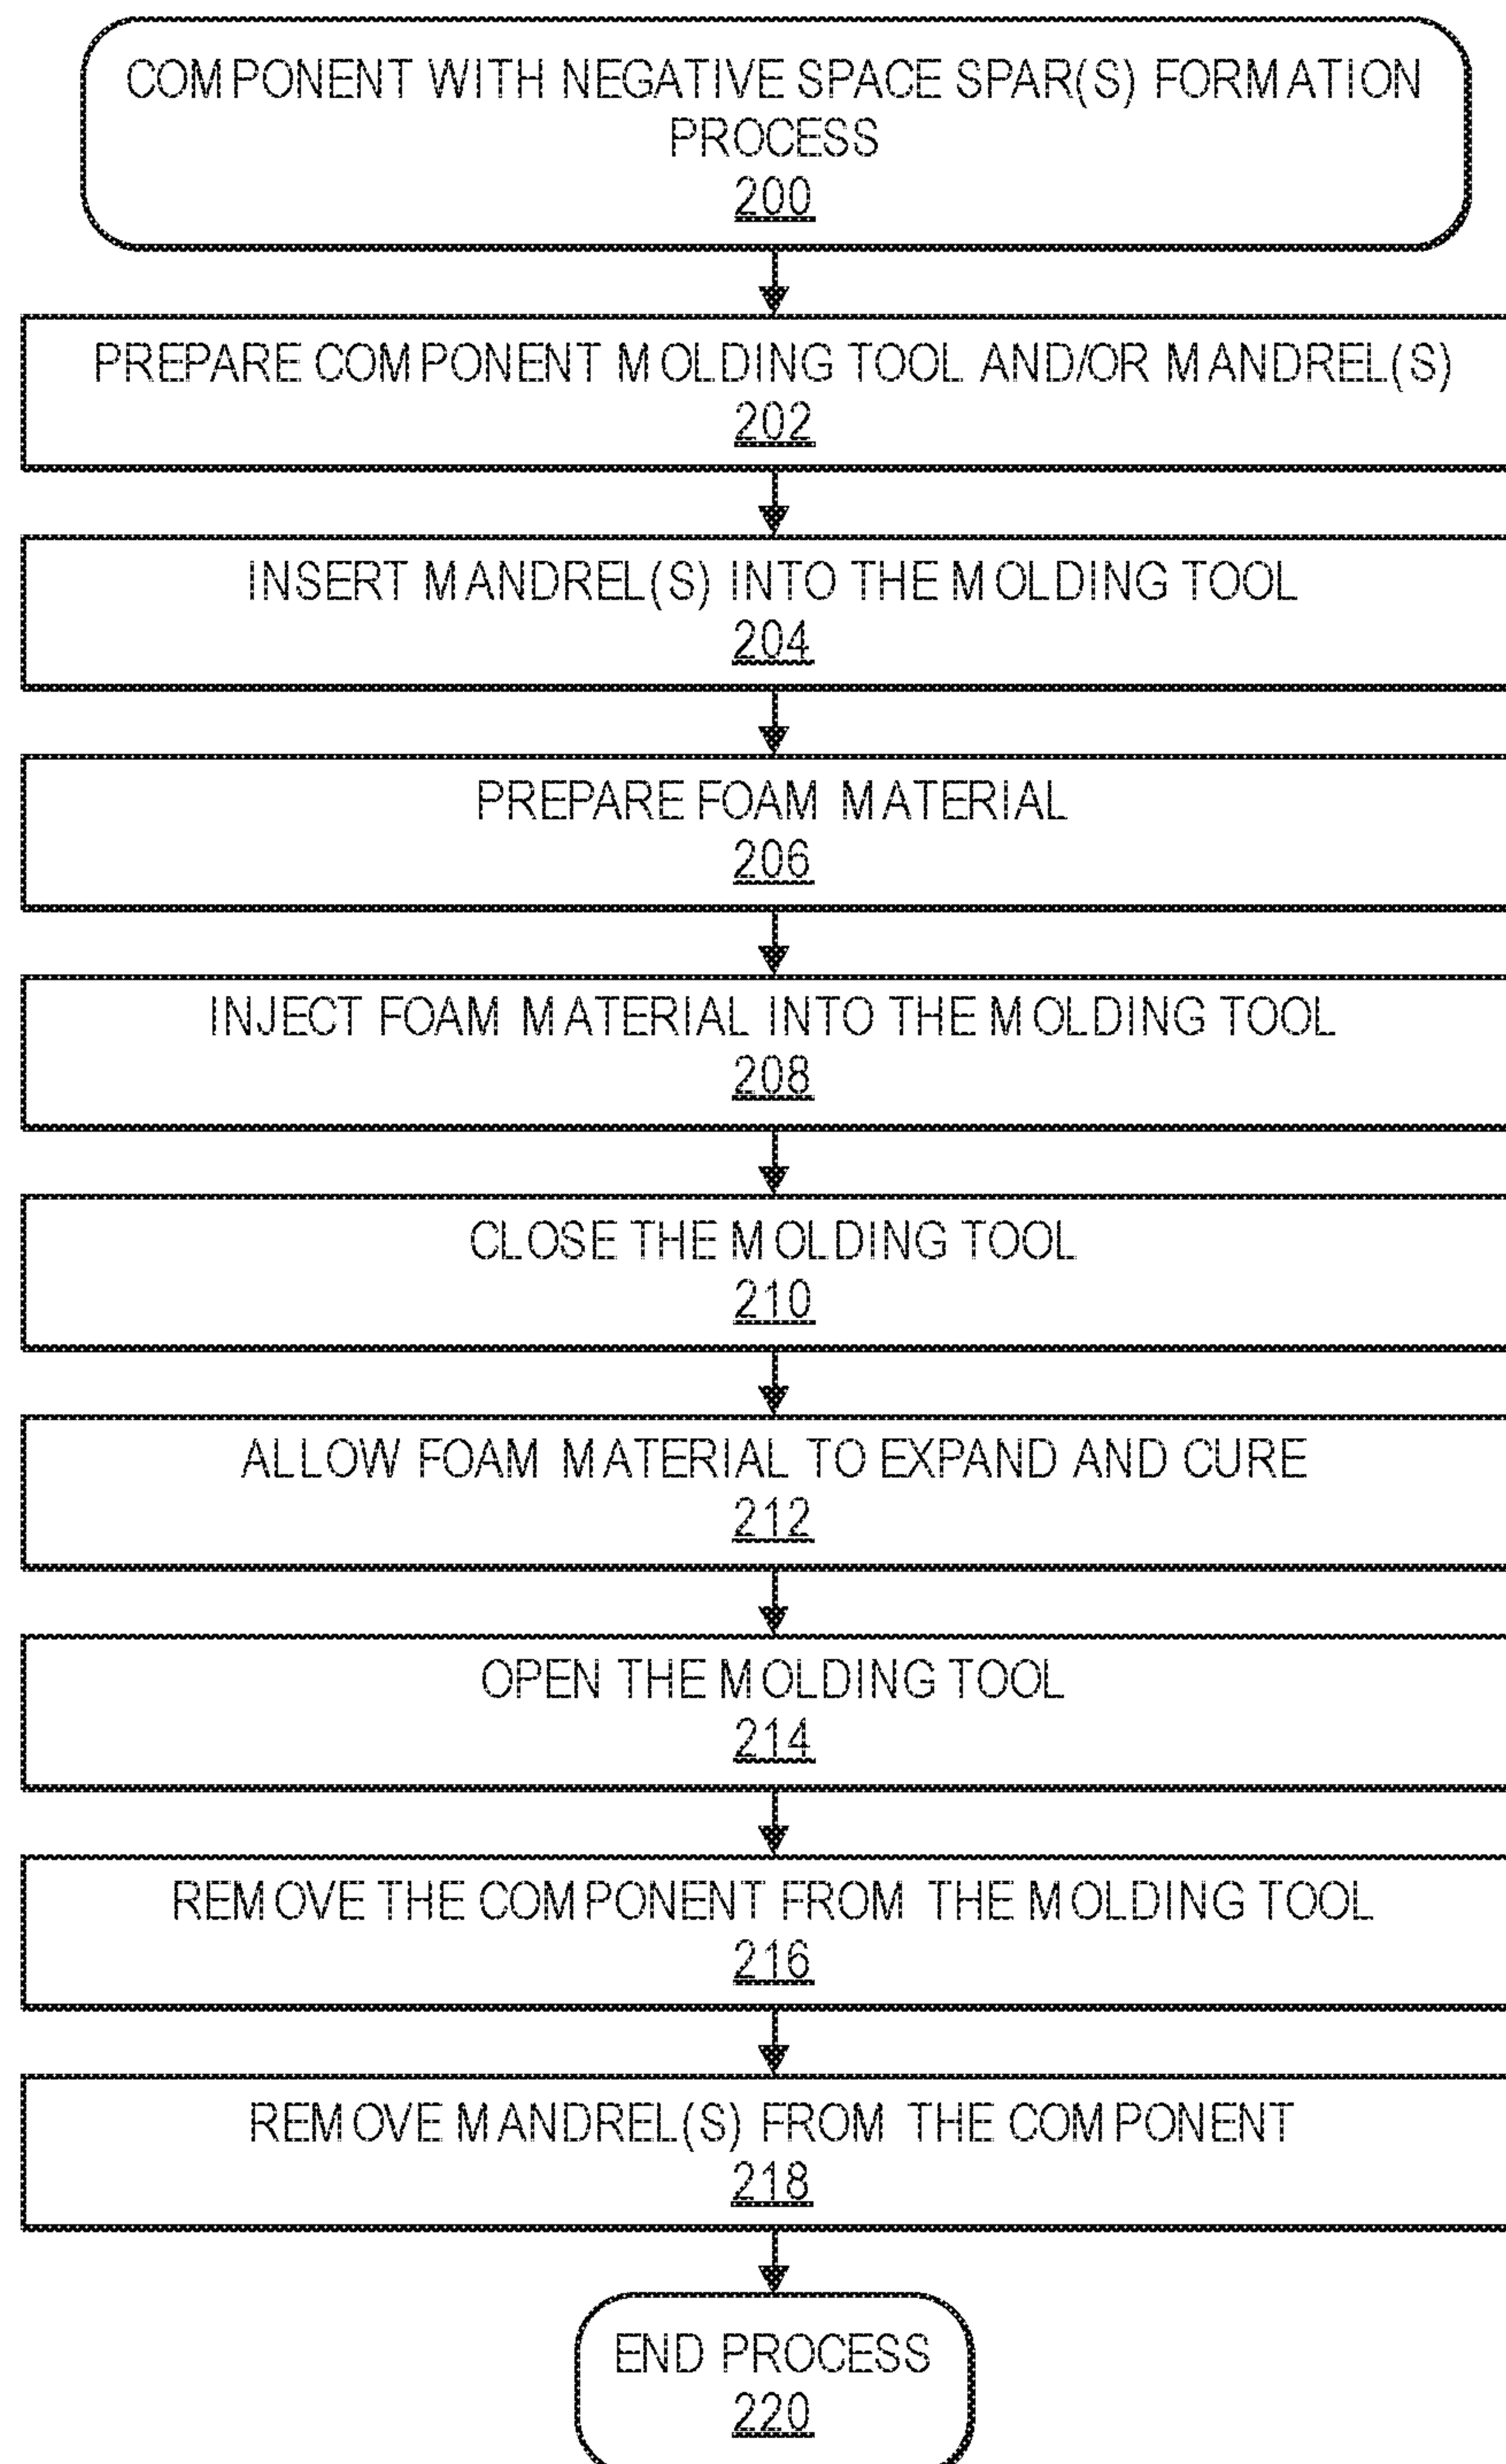 COMPONENT WITH NEGATIVE SPACE SPAR(S) FORMATION
PROCESS
200
PREPARE COMPONENT MOLDING TOOL AND/OR MANDREL(S)
202
INSERT MANDREL(S) INTO THE MOLDING TOOL
204
PREPARE FOAM MATERIAL
206
INJECT FOAM MATERIAL INTO THE MOLDING TOOL
208
CLOSE THE MOLDING TOOL
210
ALLOW FOAM MATERIAL TO EXPAND AND CURE
212
OPEN THE MOLDING TOOL
214
REMOVE THE COMPONENT FROM THE MOLDING TOOL
216
REMOVE MANDREL(S) FROM THE COMPONENT
218
END PROCESS
220